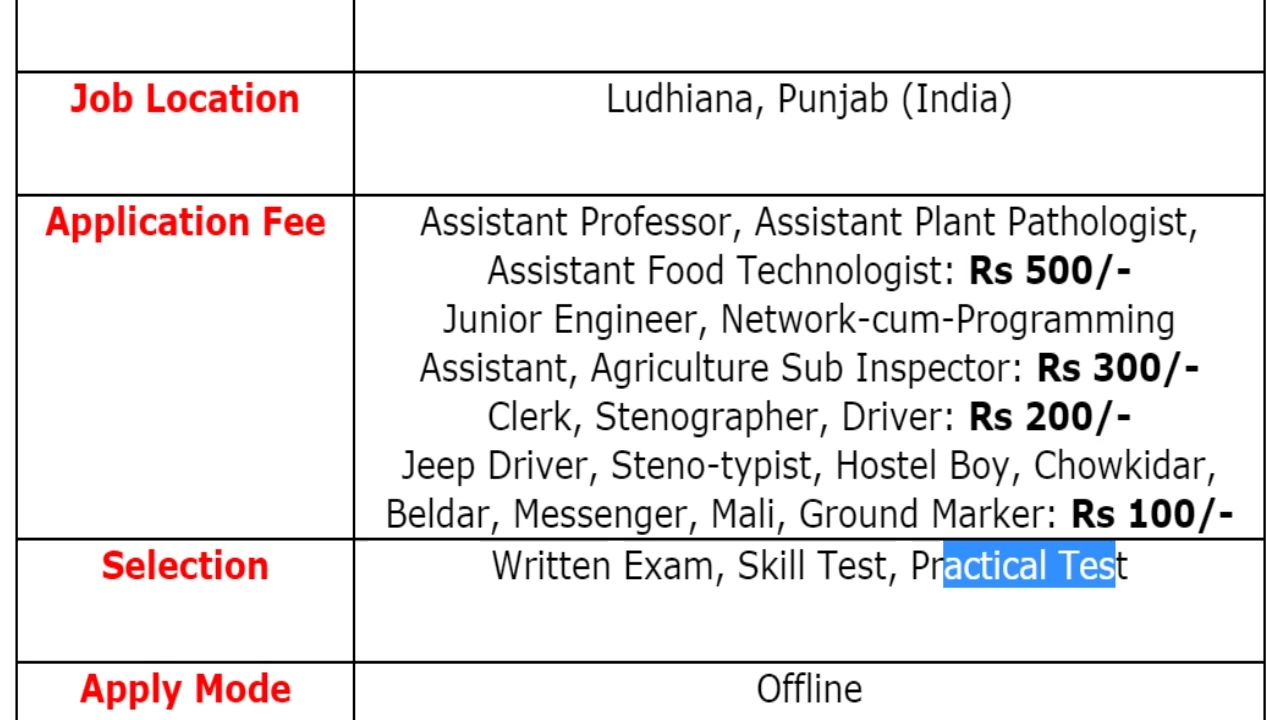 Job Location
Ludhiana, Punjab (India)
Application Fee
Assistant Professor, Assistant Plant Pathologist,
Assistant Food Technologist: Rs 500/-
Junior Engineer, Network-cum-Programming
Assistant, Agriculture Sub Inspector: Rs 300/-
Clerk, Stenographer, Driver: Rs 200/-
Jeep Driver, Steno-typist, Hostel Boy, Chowkidar,
Beldar, Messenger, Mali, Ground Marker: Rs 100/-
Selection
Written Exam, Skill Test, Practical Test
Apply Mode
Offline